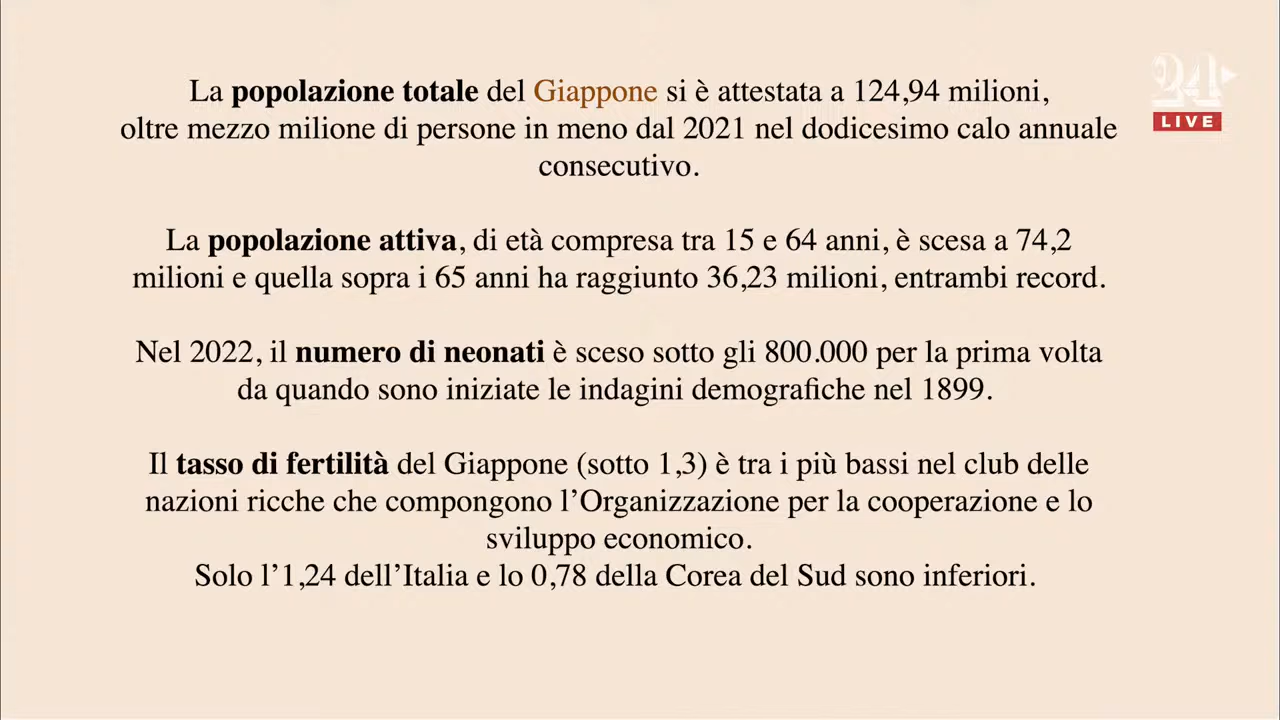 La popolazione totale del Giappone si è attestata a 124,94 milioni,
oltre mezzo milione di persone in meno dal 2021 nel dodicesimo calo annuale
consecutivo.
La popolazione attiva, di età compresa tra 15 e 64 anni, è scesa a 74,2
milioni e quella sopra i 65 anni ha raggiunto 36,23 milioni, entrambi record.
Nel 2022, il numero di neonati è sceso sotto gli 800.000 per la prima volta
da quando sono iniziate le indagini demografiche nel 1899.
Il tasso di fertilità del Giappone (sotto 1,3) è tra i più bassi nel club delle
nazioni ricche che compongono l’Organizzazione per la cooperazione e lo
sviluppo economico.
Solo l’1,24 dell’Italia e lo 0,78 della Corea del Sud sono inferiori.
24
LIVE